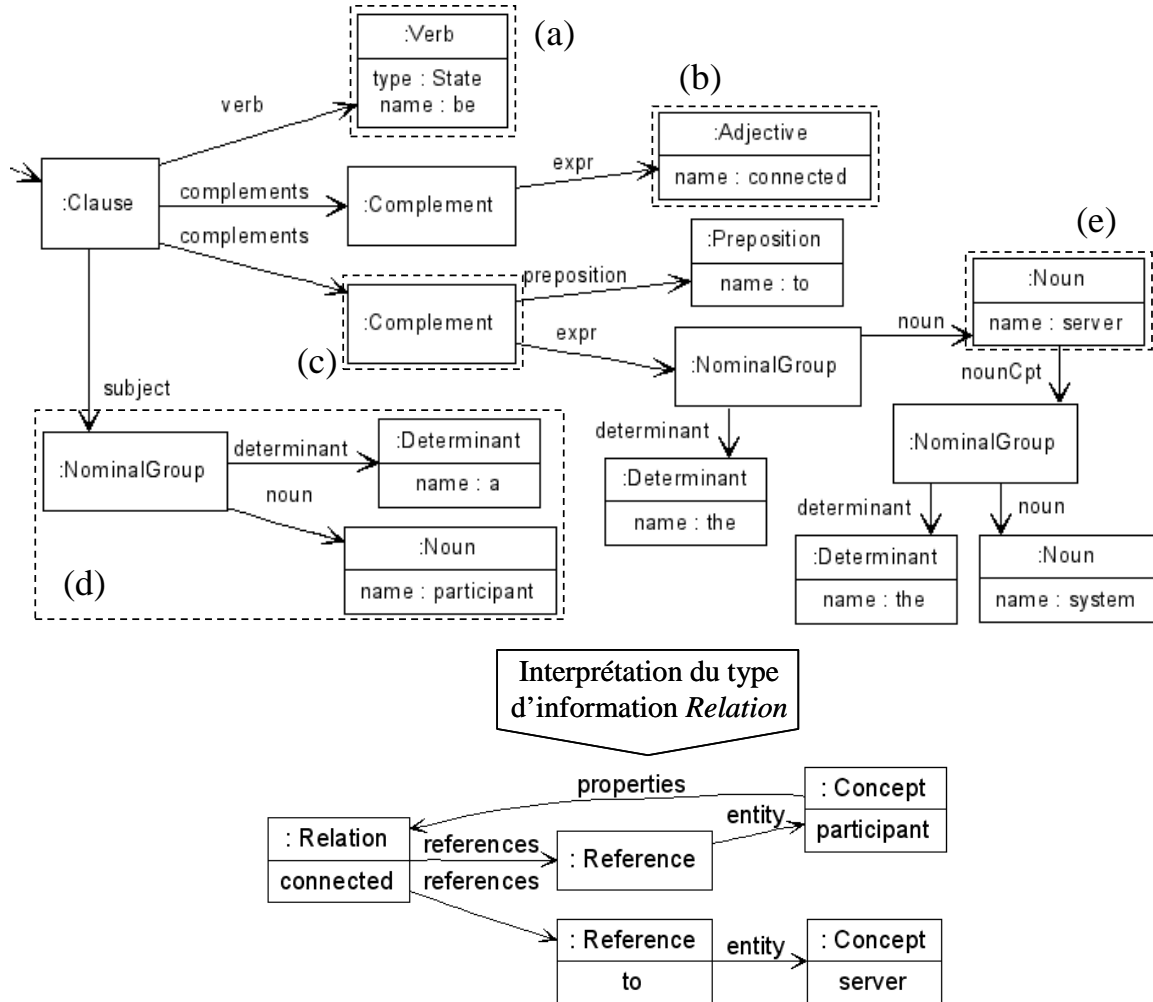 :Verb
(a)
type : State
name : be
verb
(b)
:Adjective
name : connected
expr
:Clause
complements
:Complement
complements
(e)
:Preposition
name : to
preposition
:Noun
name : server
:Complement
(c)
expr
:NominalGroup
noun
nounCpt
subject
:NominalGroup
determinant
:Determinant
name : a
noun
:Noun
name : participant
(d)
determinant
:Determinant
name : the
:NominalGroup
determinant
noun
:Determinant
name : the
:Noun
name : system
Interprétation du type
d’information Relation
properties
: Concept
participant
entity
: Relation
connected
references
references
: Reference
: Reference
to
entity
: Concept
server